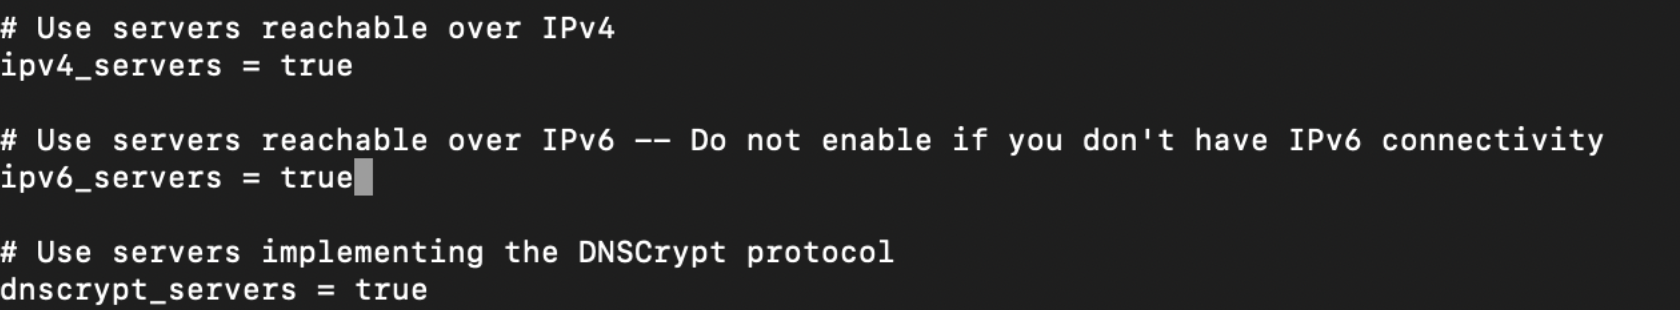 # Use servers reachable over IPv4
ipv4_servers = true
# Use servers reachable over IPv6 -- Do not enable if you don't have IPv6 connectivity
ipv6_servers = true
# Use servers implementing the DNSCrypt protocol
dnscrypt_servers = true